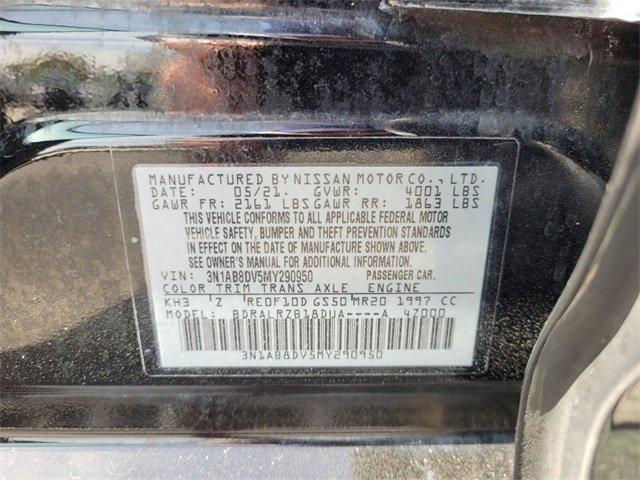 MANUFACTURED BY NISSAN MOTOR CO., LTD.
DATE: 05/21. GVWR: 4001 LBS
GAWR FR: 2161 LBS GAWR RR: 1863 LBS
THIS VEHICLE CONFORMS TO ALL APPLICABLE FEDERAL MOTOR
VEHICLE SAFETY, BUMPER AND THEFT PREVENTION STANDARDS
IN EFFECT ON THE DATE OF MANUFACTURE SHOWN ABOVE.
SEE OWNER'S MANUAL FOR ADDITIONAL INFORMATION.
VIN: 3N1AB8DV5MY290950 PASSENGER CAR.
COLOR TRIM TRANS AXLE ENGINE
KH3 'Z 'RE0F10D GS50 MR20 1997 CC
MODEL: BDRALRZB18DUA----A 4Z000
3N1AB8DV5MY290950